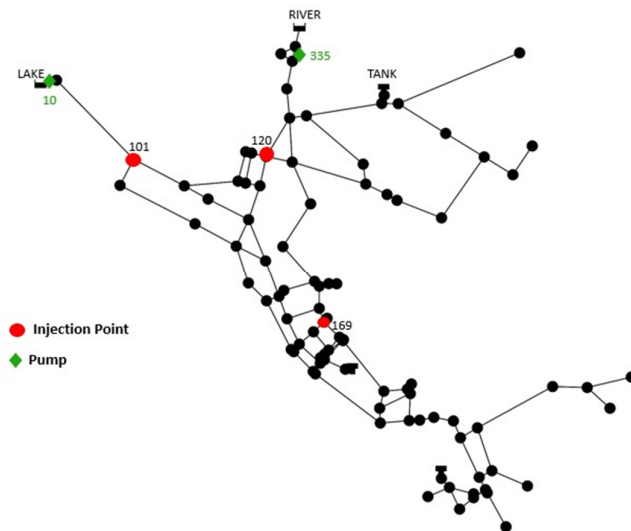 RIVER
335
LAKE
10
TANK
101
120
169
Injection Point
Pump